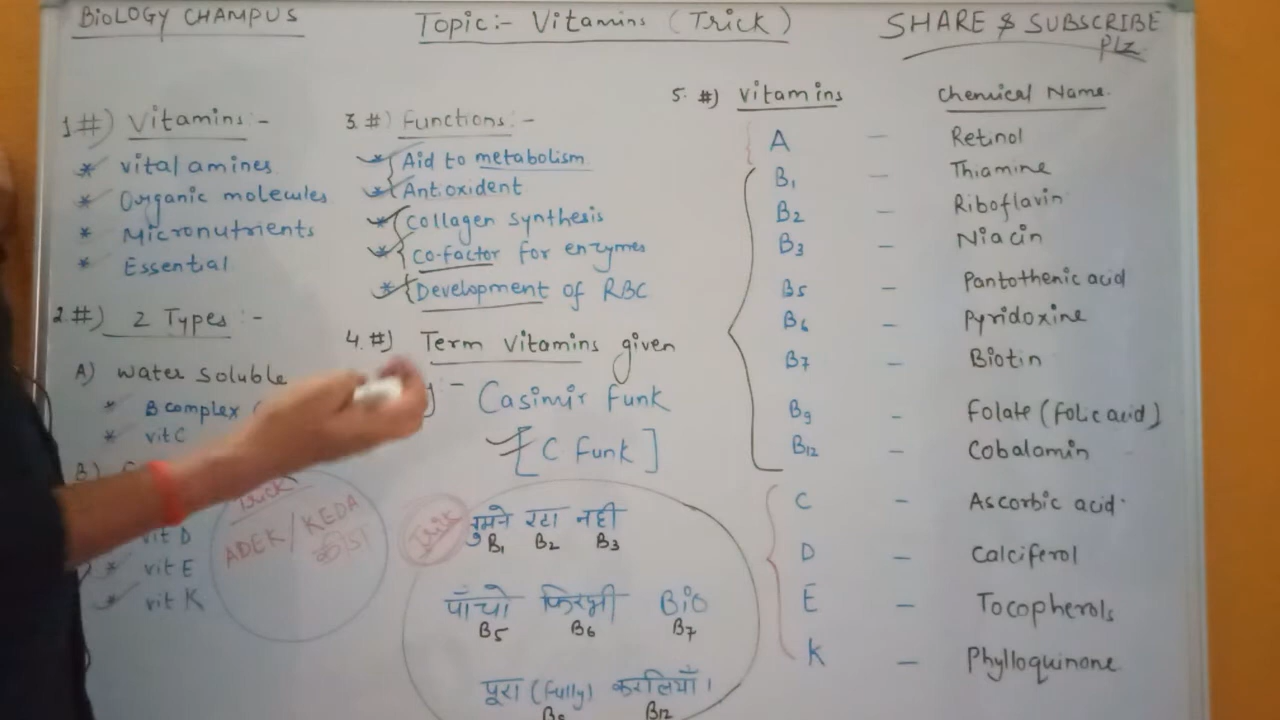 BIOLOGY CHAMPUS
Topic:- Vitamins (Trick)
SHARE & SUBSCRIBE
Plz
1#) Vitamins:-
* vital amines
* Organic molecules
* Micronutrients
* Essential
2.#) 2 Types:-
A) water soluble
* B complex (
* vit C
B)
vit D
* vit E
* vit K
Trick
ADEK/KEDA
3.#) Functions:-
* Aid to metabolism
* Antioxident
* Collagen synthesis
* Co-factor for enzymes
* Development of RBC
4.#) Term vitamins given
:- Casimir Funk
[C Funk]
Trick
तुमने रटा नही
B1 B2 B3
पाँचो फिरभी Bio
B5 B6 B7
पूरा (fully) करलियाँ।
B9 B12
5. #) Vitamins Chemical Name
A - Retinol
B1 - Thiamine
B2 - Riboflavin
B3 - Niacin
B5 - Pantothenic acid
B6 - Pyridoxine
B7 - Biotin
B9 - Folate (folic acid)
B12 - Cobalamin
C - Ascorbic acid
D - Calciferol
E - Tocopherols
K - Phylloquinone